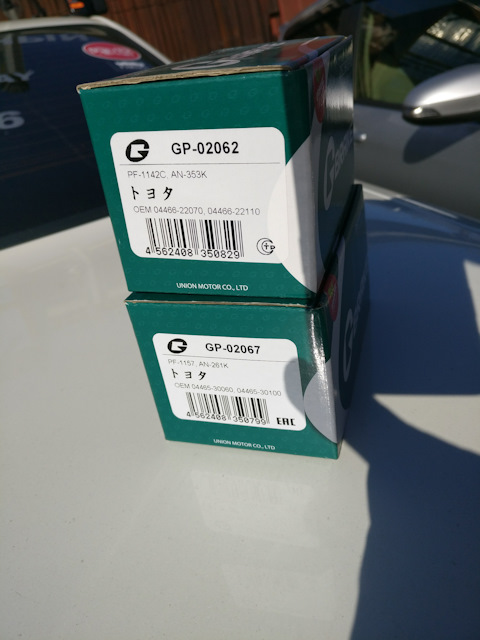 GP-02062
PF-1142C, AN-353K
トヨタ
OEM 04466-22070, 04466-22110
4 562408 350829
UNION MOTOR CO., LTD
GP-02067
PF-1157, AN-261K
トヨタ
OEM 04465-30060, 04465-30100
4 562408 350799
EAC
UNION MOTOR CO., LTD